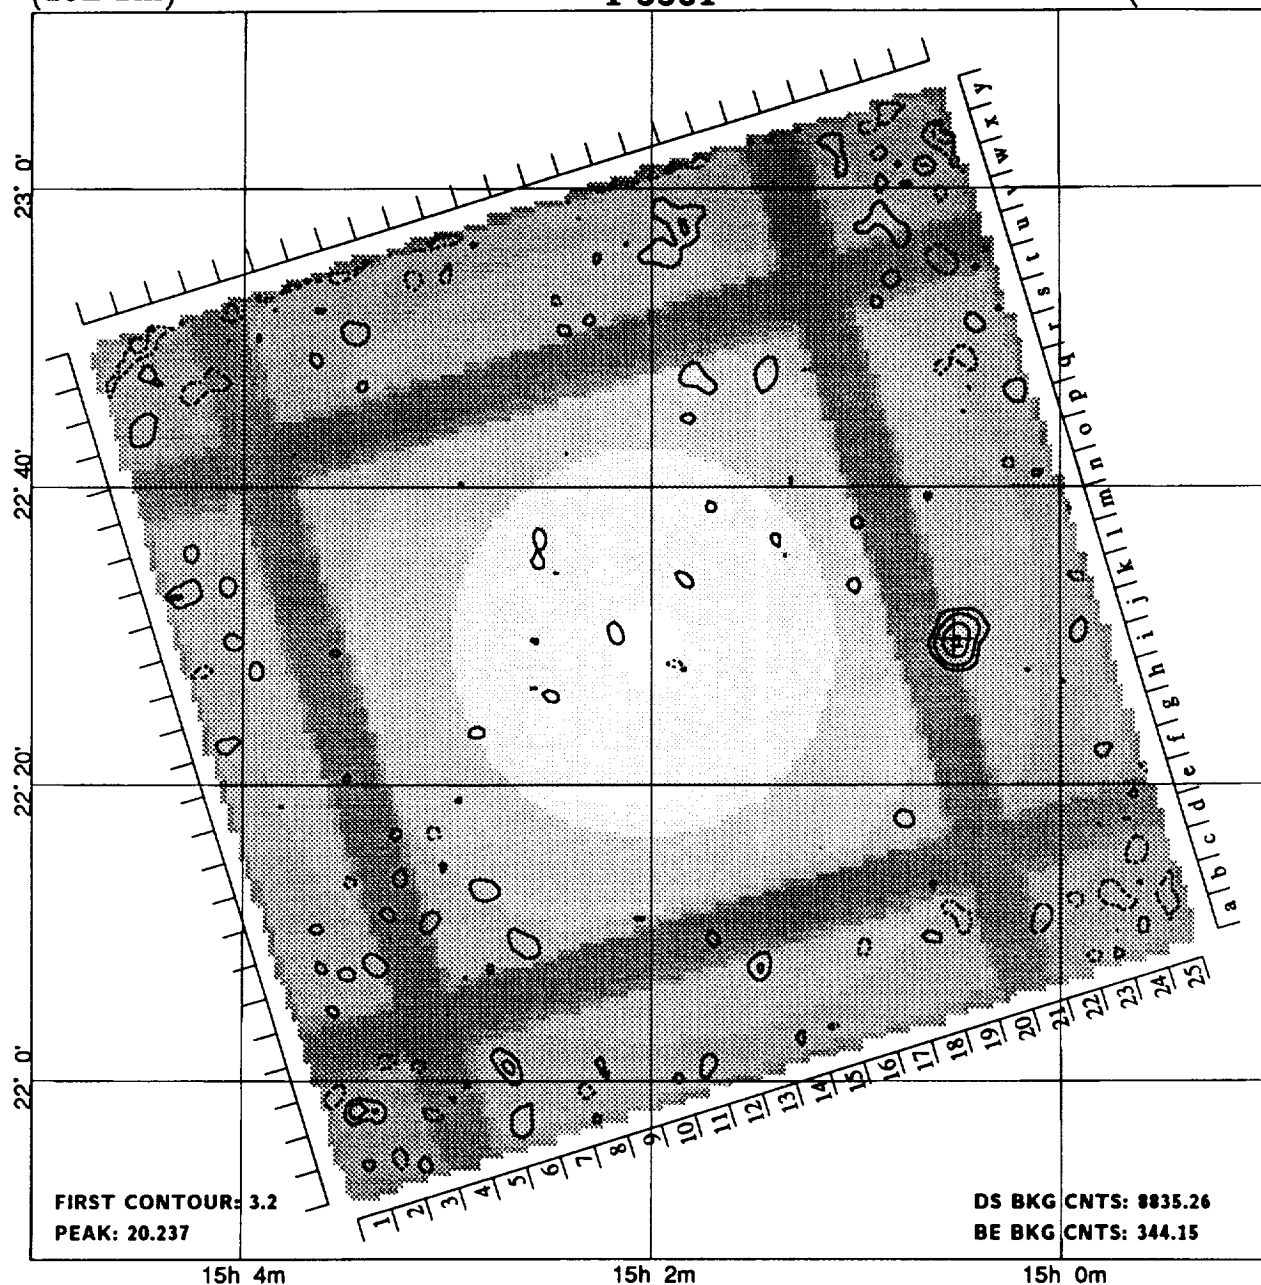 23° 0'
22° 40'
22° 20'
22° 0'
a b c d e f g h i j k l m n o p q r s t u v w x y
1 2 3 4 5 6 7 8 9 10 11 12 13 14 15 16 17 18 19 20 21 22 23 24 25
FIRST CONTOUR: 3.2
PEAK: 20.237
DS BKG CNTS: 8835.26
BE BKG CNTS: 344.15
15h 4m
15h 2m
15h 0m